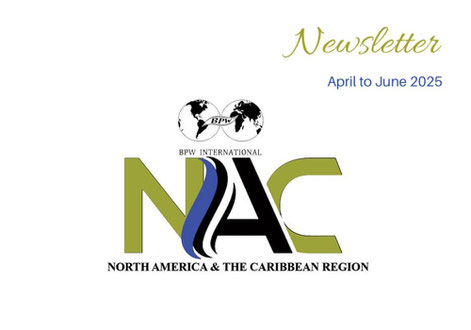 Newsletter
April to June 2025
BPW
BPW INTERNATIONAL
NAC
NORTH AMERICA & THE CARIBBEAN REGION